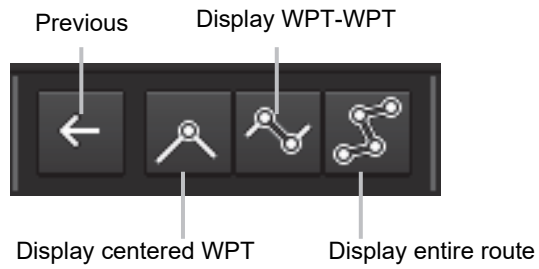 Previous
Display WPT-WPT
Display centered WPT
Display entire route